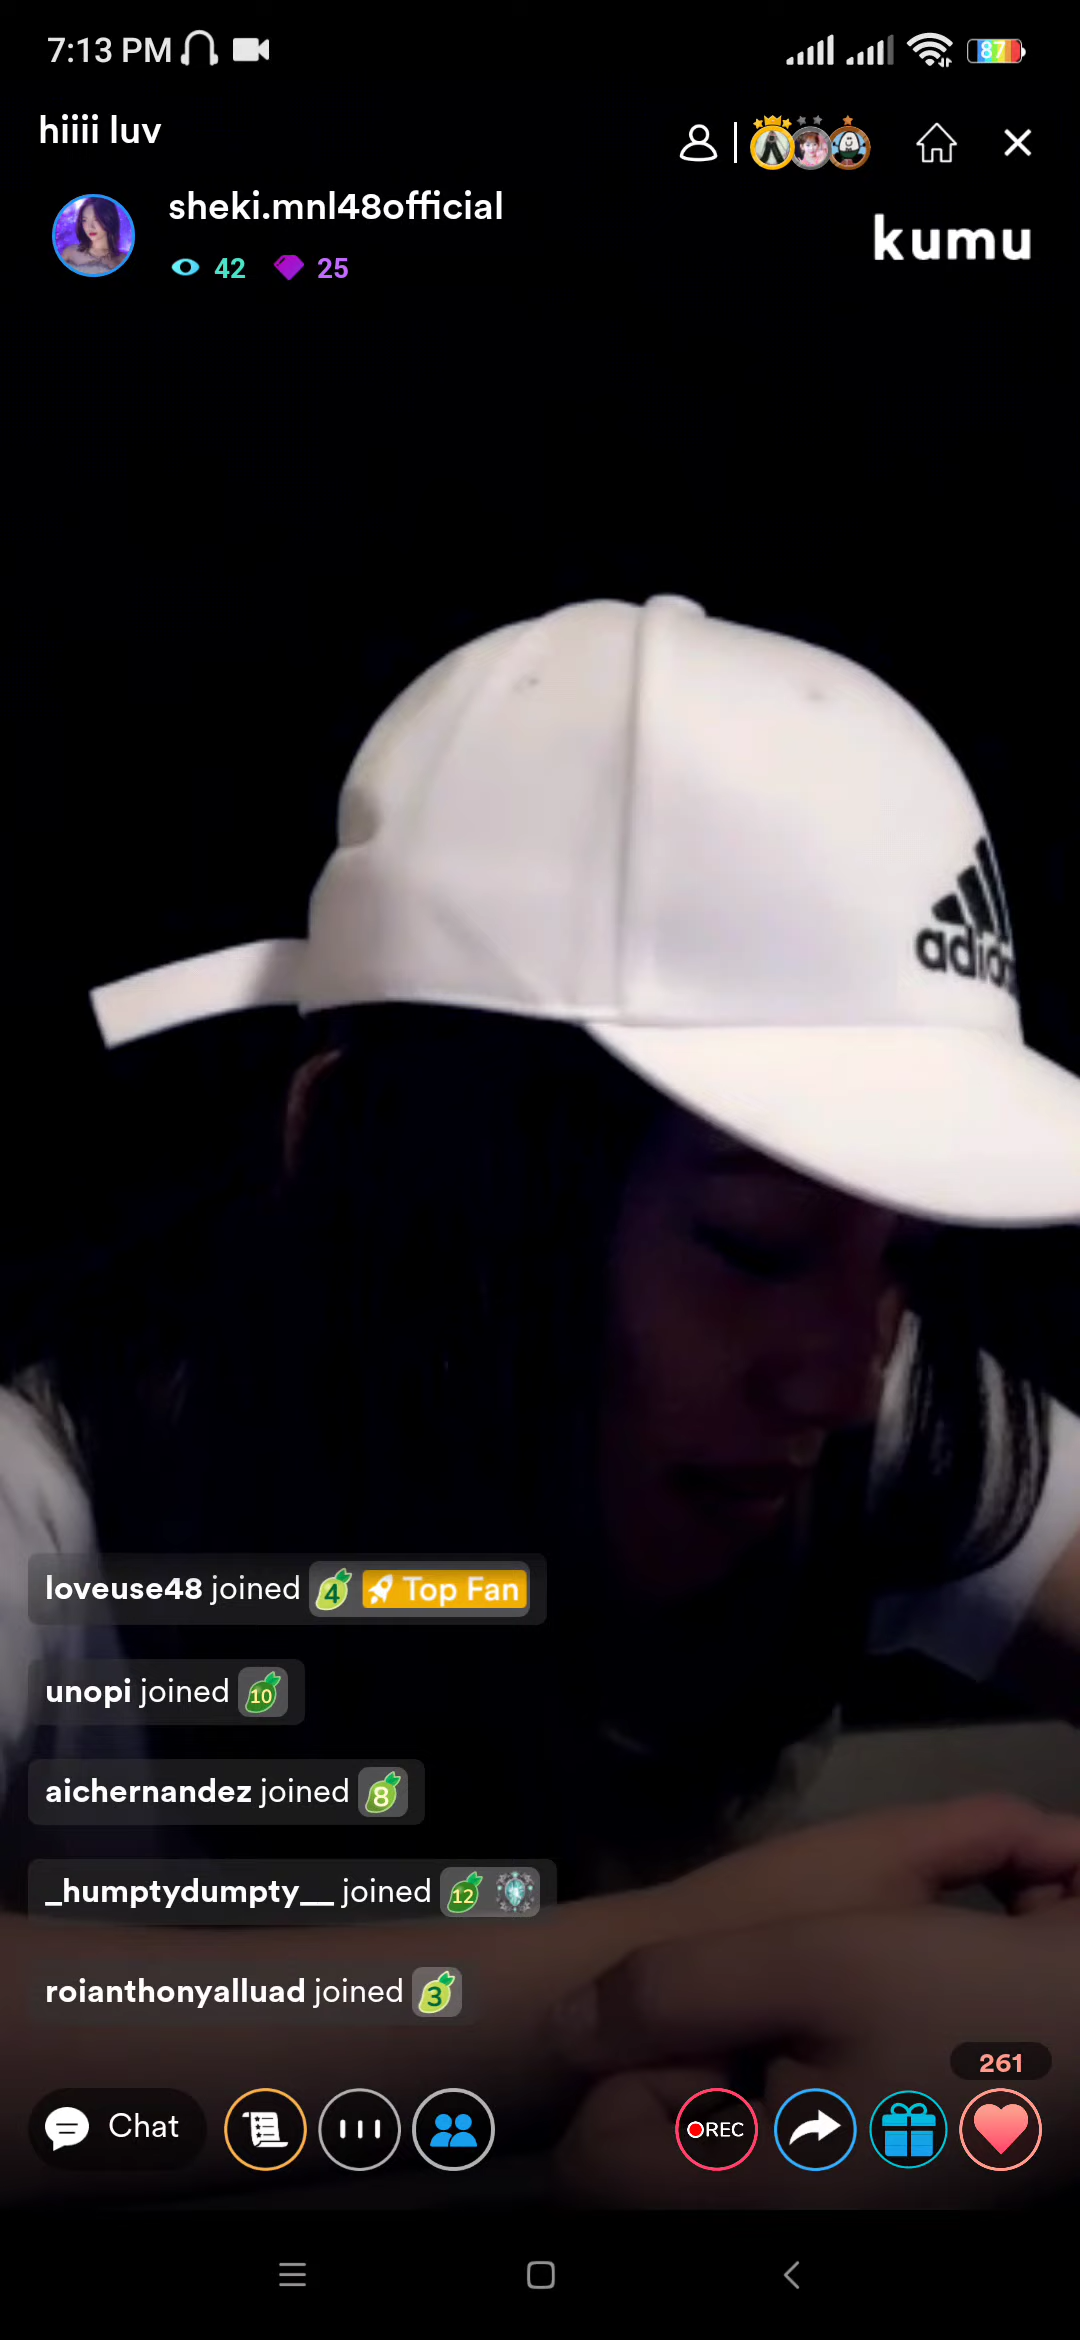 7:13 PM
87
hiiii luv
sheki.mnl48official
42 25
kumu
adidas
loveuse48 joined 4 Top Fan
unopi joined 10
aichernandez joined 8
_humptydumpty__ joined 12
roianthonyalluad joined 3
261
Chat
REC